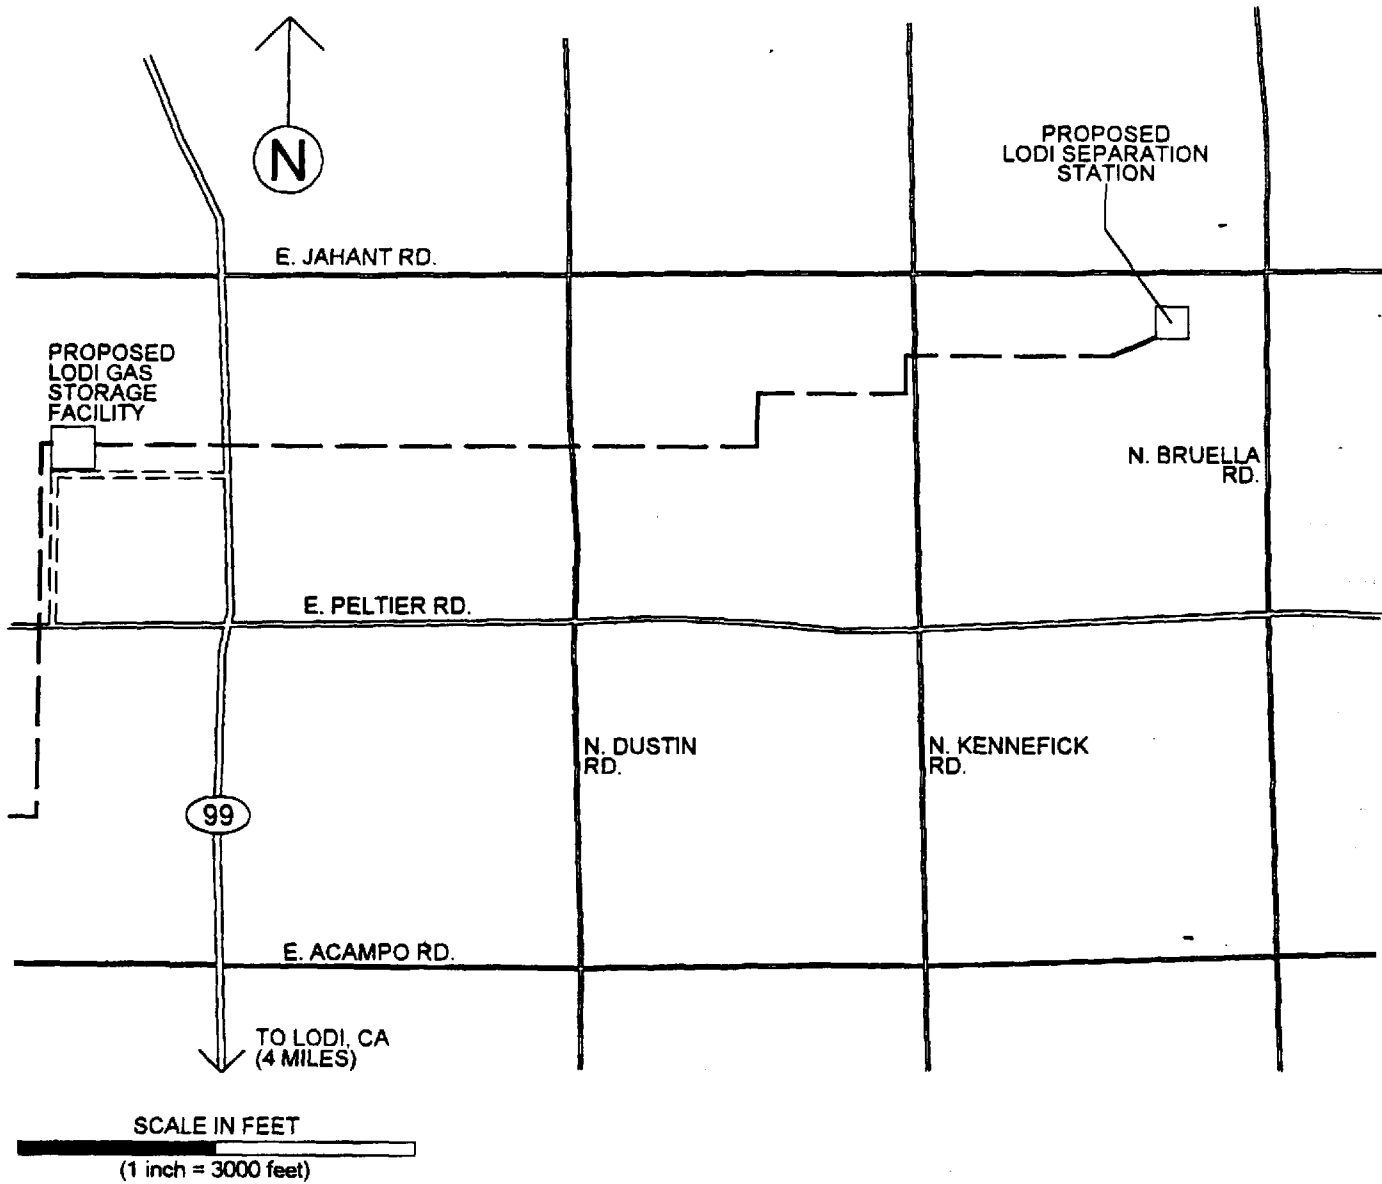 N
PROPOSED
LODI SEPARATION
STATION
E. JAHANT RD.
PROPOSED
LODI GAS
STORAGE
FACILITY
N. BRUELLA
RD.
E. PELTIER RD.
N. DUSTIN
RD.
N. KENNEFICK
RD.
99
E. ACAMPO RD.
TO LODI, CA
(4 MILES)
SCALE IN FEET
(1 inch = 3000 feet)